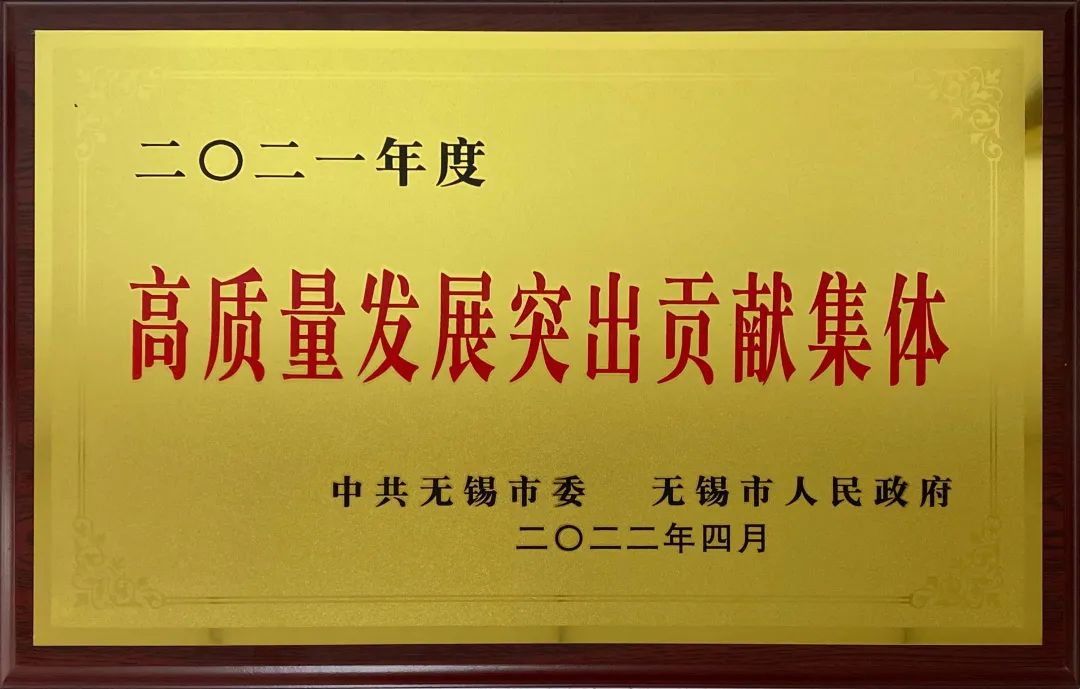 二〇二一年度
高质量发展突出贡献集体
中共无锡市委 无锡市人民政府
二〇二二年四月